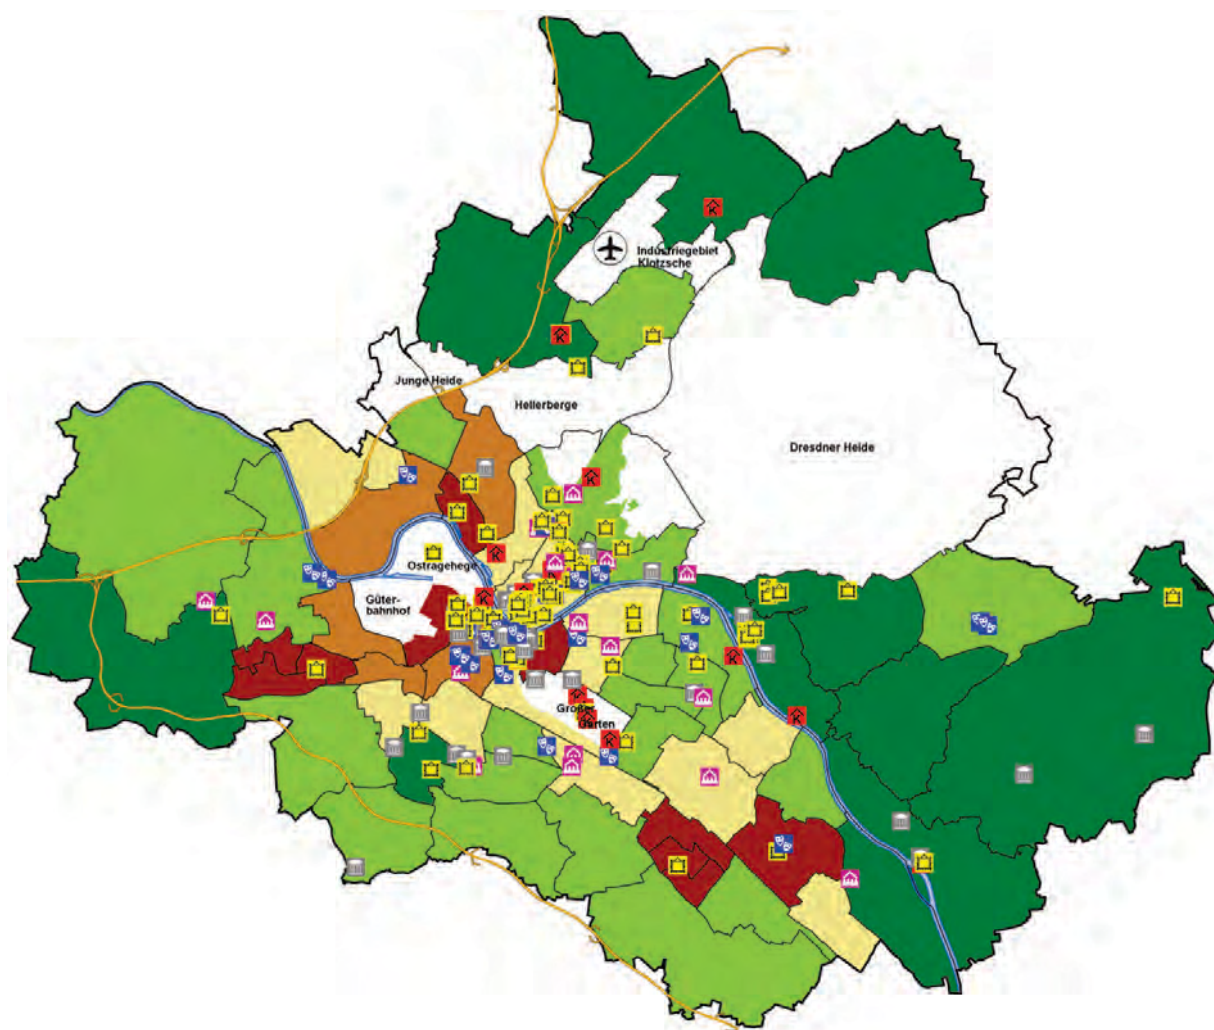 Industriegebiet
Klotzsche
Junge Heide
Hellerberge
Dresdner Heide
Ostragehege
Güter-
bahnhof
Großer
Garten